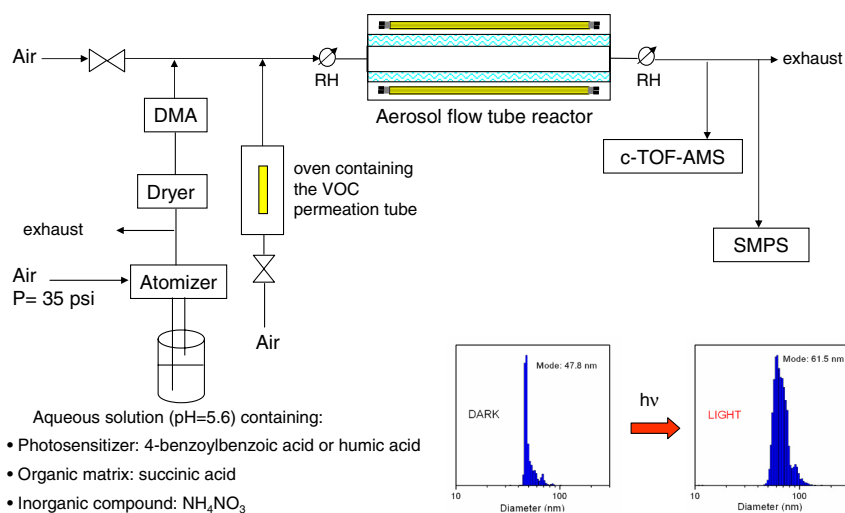 Air
RH
RH
exhaust
Aerosol flow tube reactor
DMA
c-TOF-AMS
oven containing
the VOC
permeation tube
Dryer
exhaust
SMPS
Air
P= 35 psi
Atomizer
Air
Aqueous solution (pH=5.6) containing:
• Photosensitizer: 4-benzoylbenzoic acid or humic acid
• Organic matrix: succinic acid
• Inorganic compound: NH₄NO₃
Mode: 47.8 nm
DARK
10
100
Diameter (nm)
hν
Mode: 61.5 nm
LIGHT
10
100
Diameter (nm)